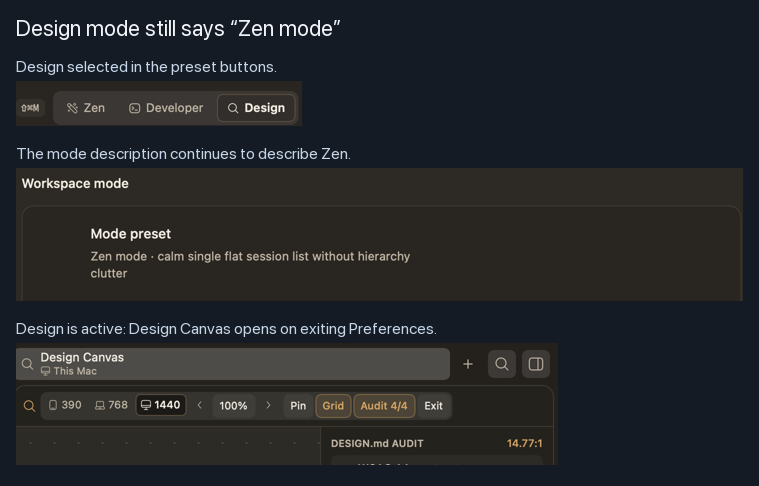 Design mode still says “Zen mode”
Design selected in the preset buttons.
⇧⌘M Zen Developer Design
The mode description continues to describe Zen.
Workspace mode
Mode preset
Zen mode · calm single flat session list without hierarchy
clutter
Design is active: Design Canvas opens on exiting Preferences.
Design Canvas
This Mac
390 768 1440 100% Pin Grid Audit 4/4 Exit
DESIGN.md AUDIT 14.77:1